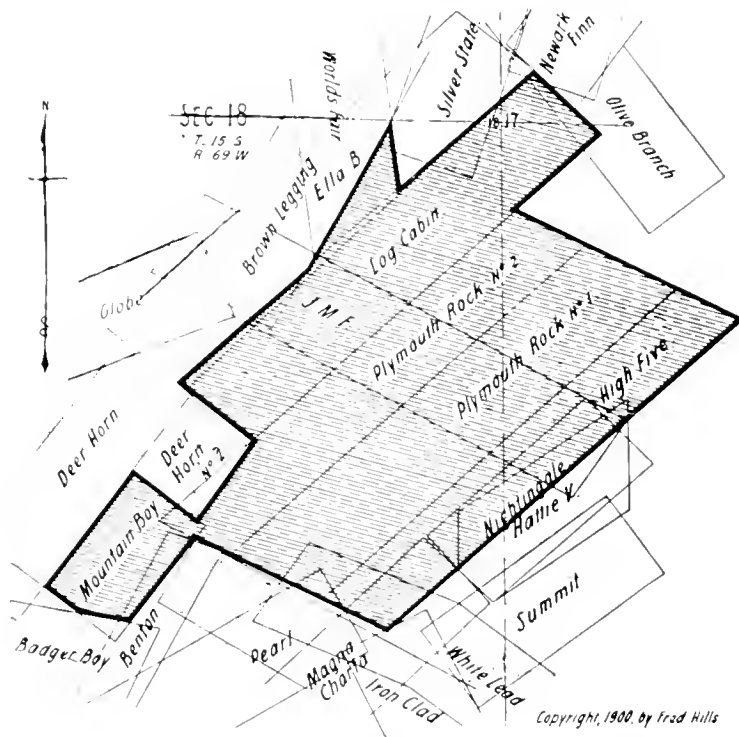 N
SEC 18
T. 15 S
R 69 W
Worlds Fair
Silver State
Newark
Finn
18 17
Olive Branch
Brown Legging
Ella B
Log Cabin
Globe
J M F
Plymouth Rock Nº 2
Plymouth Rock Nº 1
High Five
Deer Horn
Deer
Horn
Nº 2
Nightingale
Hattie V.
Mountain Boy
Summit
Badger Boy
Benton
Pearl
Magna
Charta
Iron Clad
White Lead
Copyright, 1900, by Fred Hills